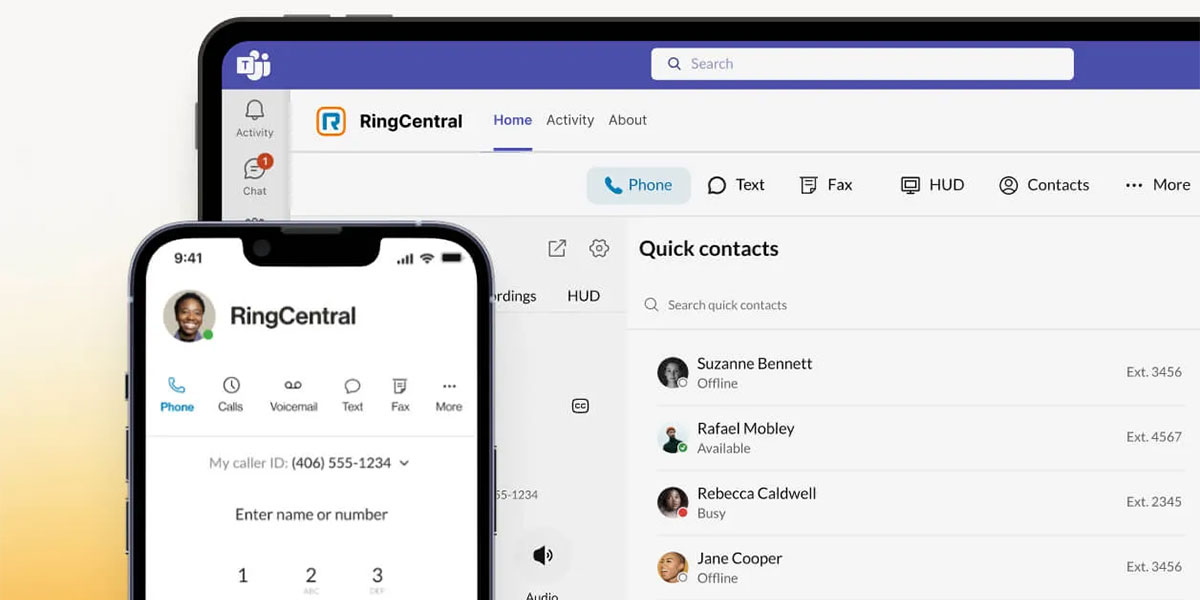 Search
Activity
Chat
1
RingCentral
Home Activity About
Phone Text Fax HUD Contacts More
HUD
Quick contacts
Search quick contacts
Suzanne Bennett
Offline
Ext. 3456
Rafael Mobley
Available
Ext. 4567
Rebecca Caldwell
Busy
Ext. 2345
Jane Cooper
Offline
Ext. 3456
CC
55-1234
Audio
9:41
RingCentral
Phone Calls Voicemail Text Fax More
My caller ID: (406) 555-1234
Enter name or number
1 2 3
ABC DEF